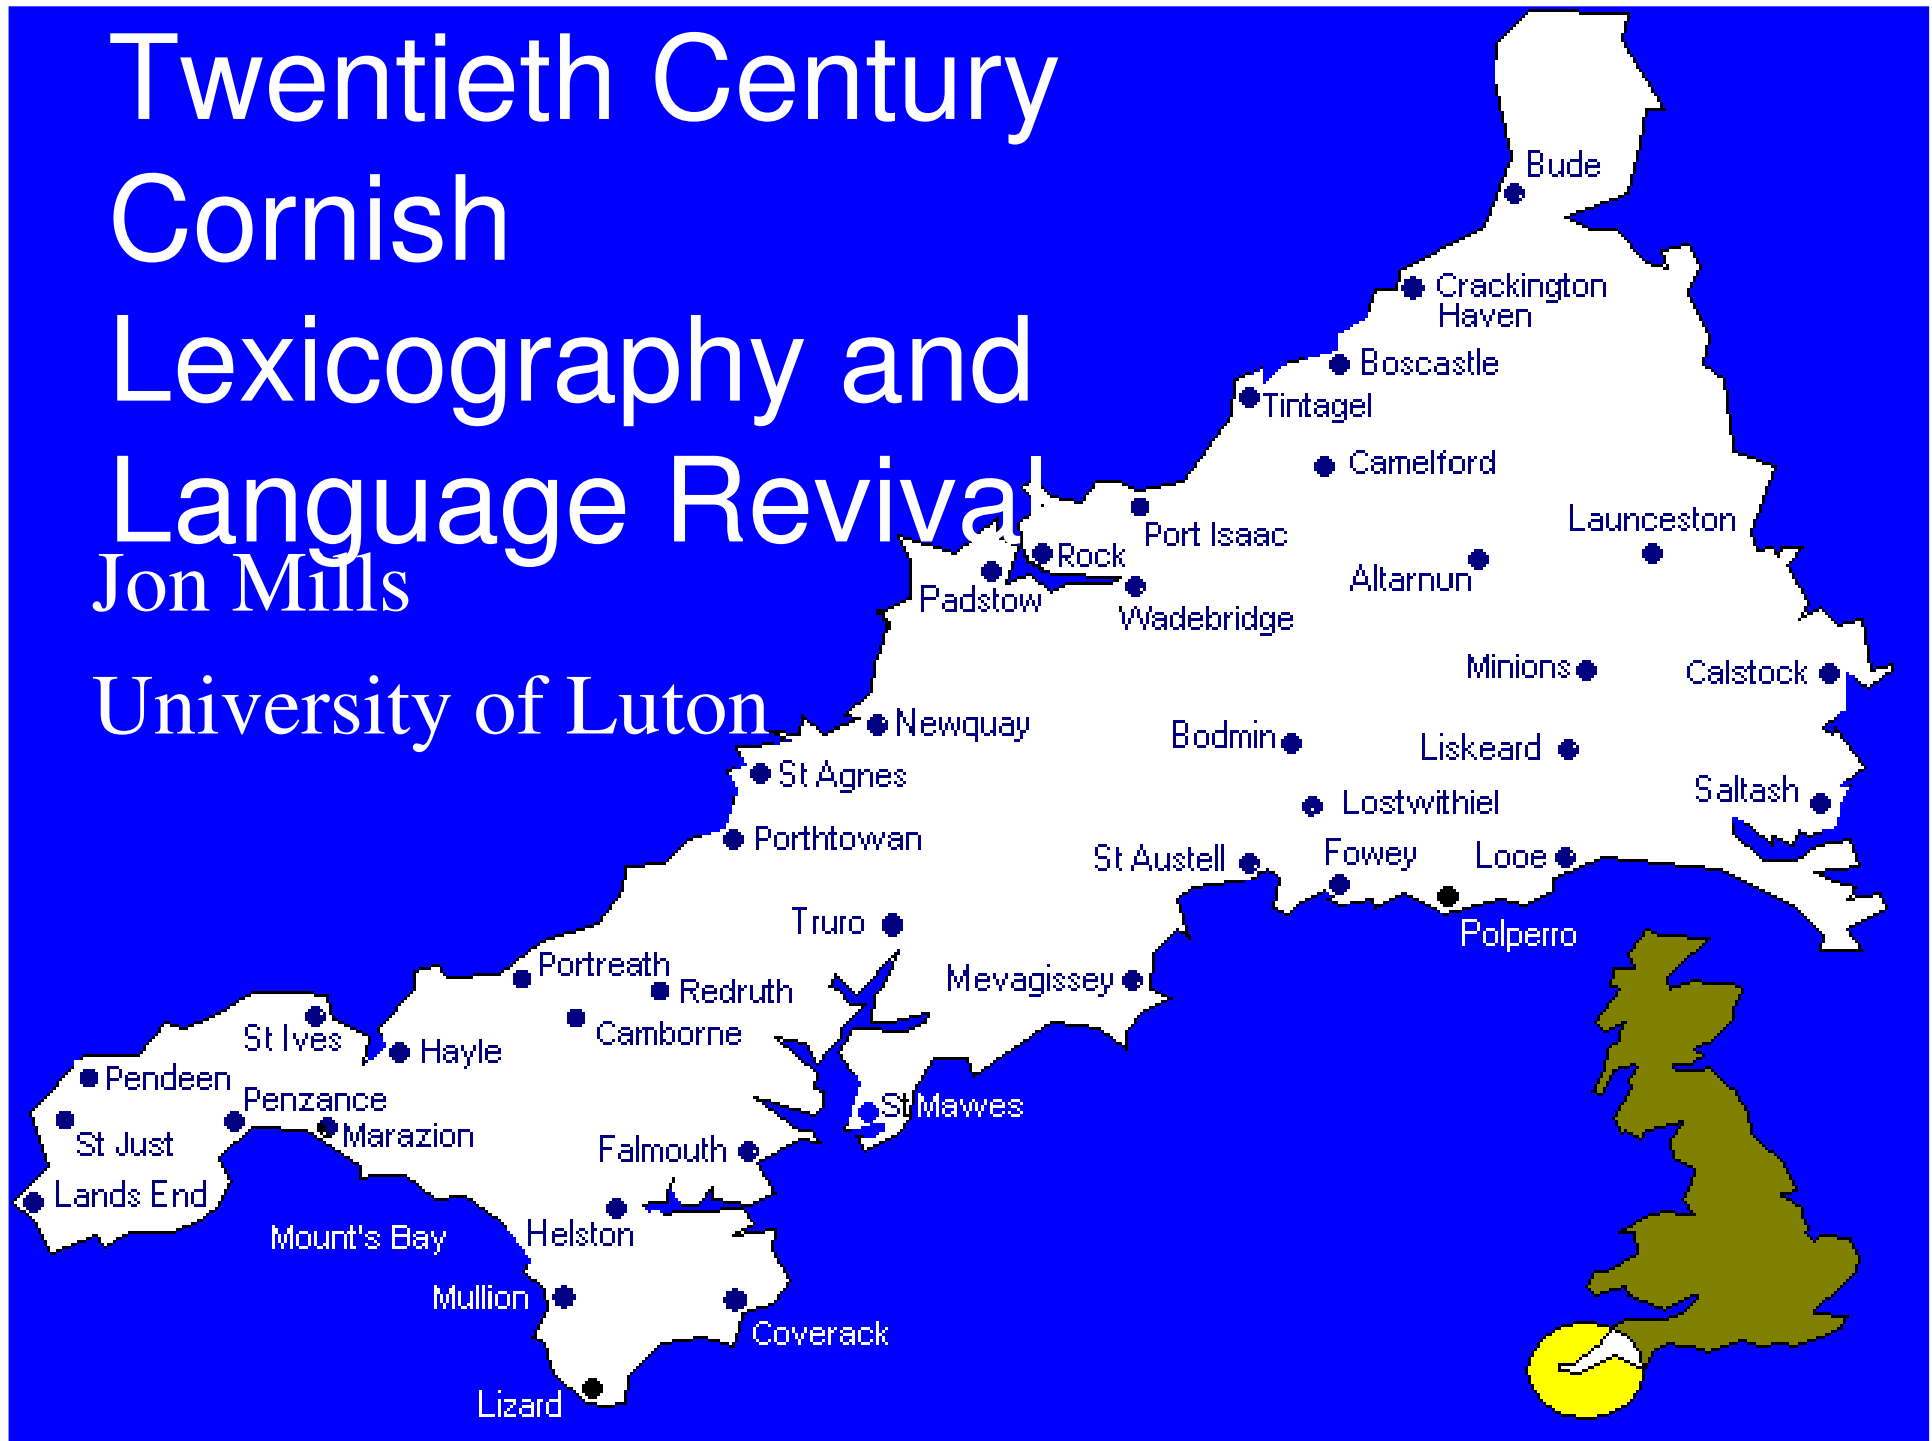 Twentieth Century
Cornish
Lexicography and
Language Revival
Jon Mills
University of Luton
Bude
Crackington
Haven
Boscastle
Tintagel
Camelford
Port Isaac
Launceston
Rock
Altarnun
Padstow
Wadebridge
Minions
Calstock
Newquay
Bodmin
Liskeard
St Agnes
Lostwithiel
Saltash
Porthtowan
St Austell
Fowey
Looe
Truro
Polperro
Portreath
Redruth
Mevagissey
St Ives
Camborne
Hayle
Pendeen
Penzance
St Mawes
St Just
Marazion
Falmouth
Lands End
Mount's Bay
Helston
Mullion
Coverack
Lizard